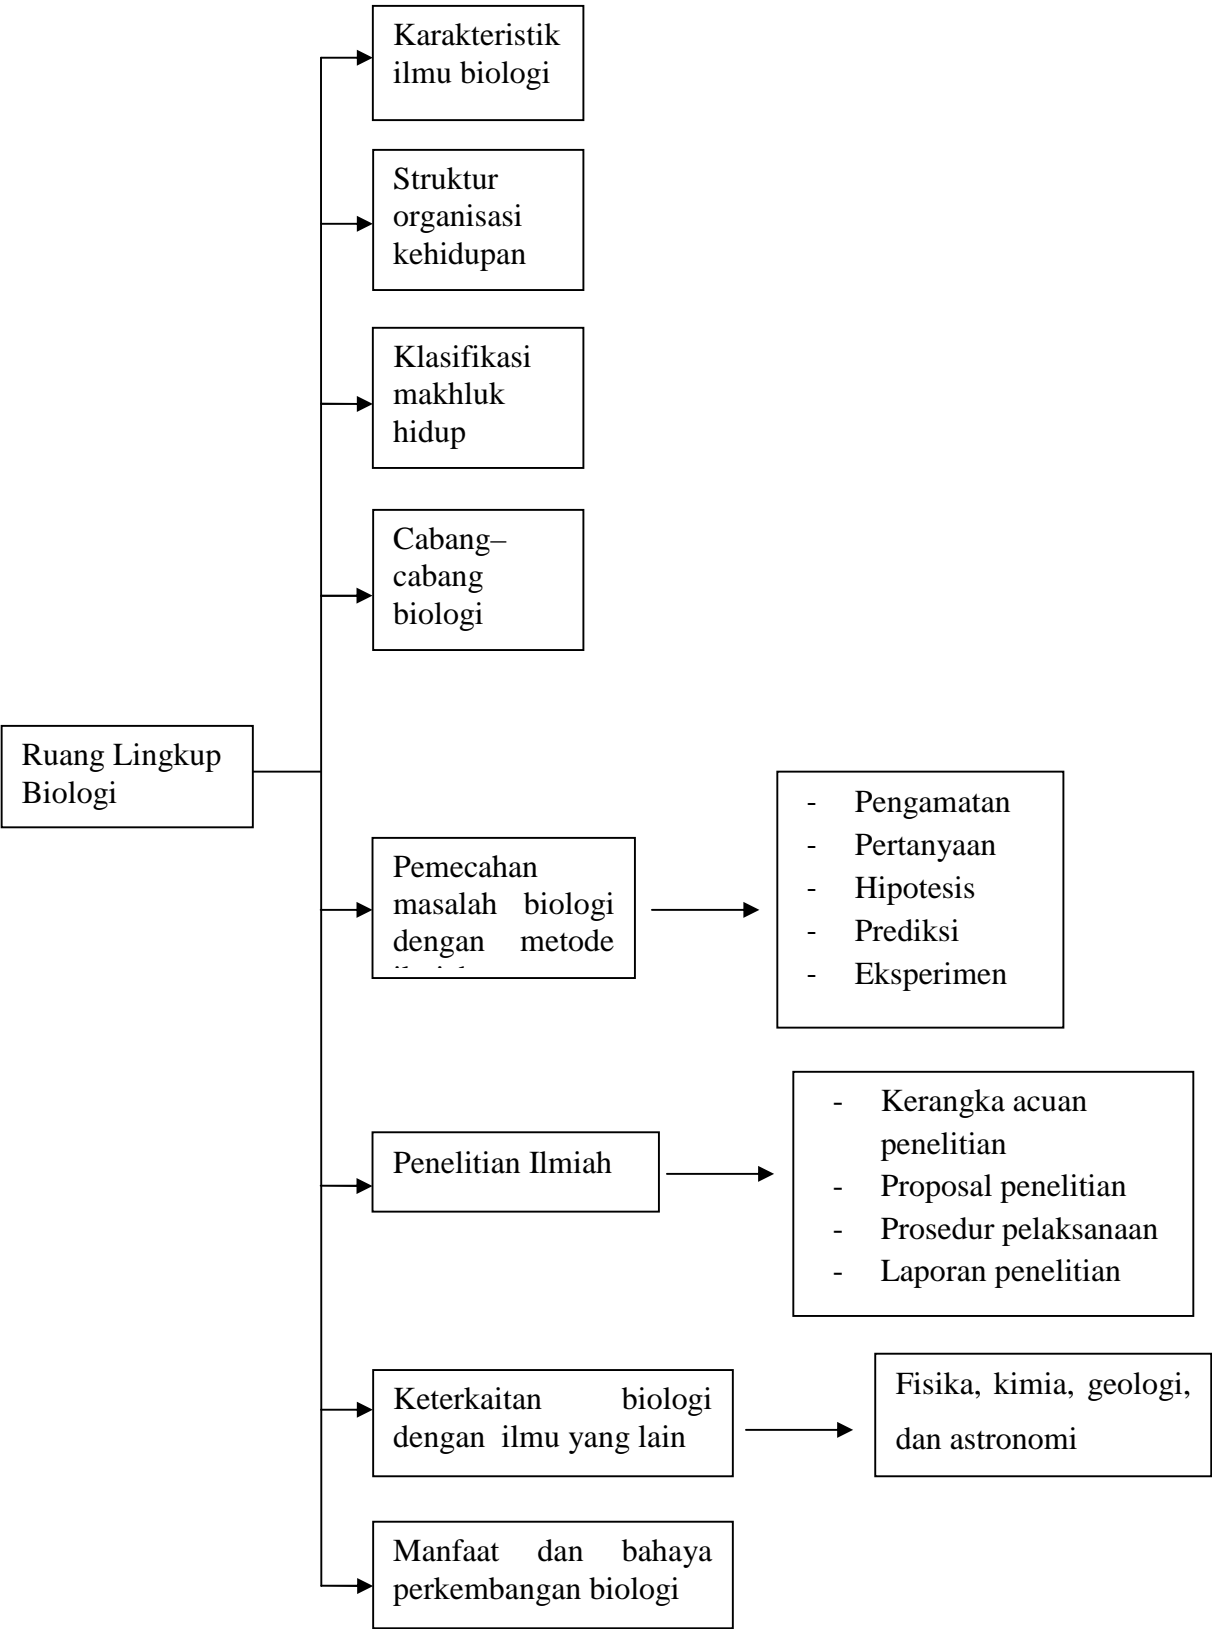 Karakteristik
ilmu biologi
Struktur
organisasi
kehidupan
Klasifikasi
makhluk
hidup
Cabang–
cabang
biologi
Ruang Lingkup
Biologi
Pemecahan
masalah biologi
dengan metode
- Pengamatan
- Pertanyaan
- Hipotesis
- Prediksi
- Eksperimen
Penelitian Ilmiah
- Kerangka acuan
penelitian
- Proposal penelitian
- Prosedur pelaksanaan
- Laporan penelitian
Keterkaitan biologi
dengan ilmu yang lain
Fisika, kimia, geologi,
dan astronomi
Manfaat dan bahaya
perkembangan biologi